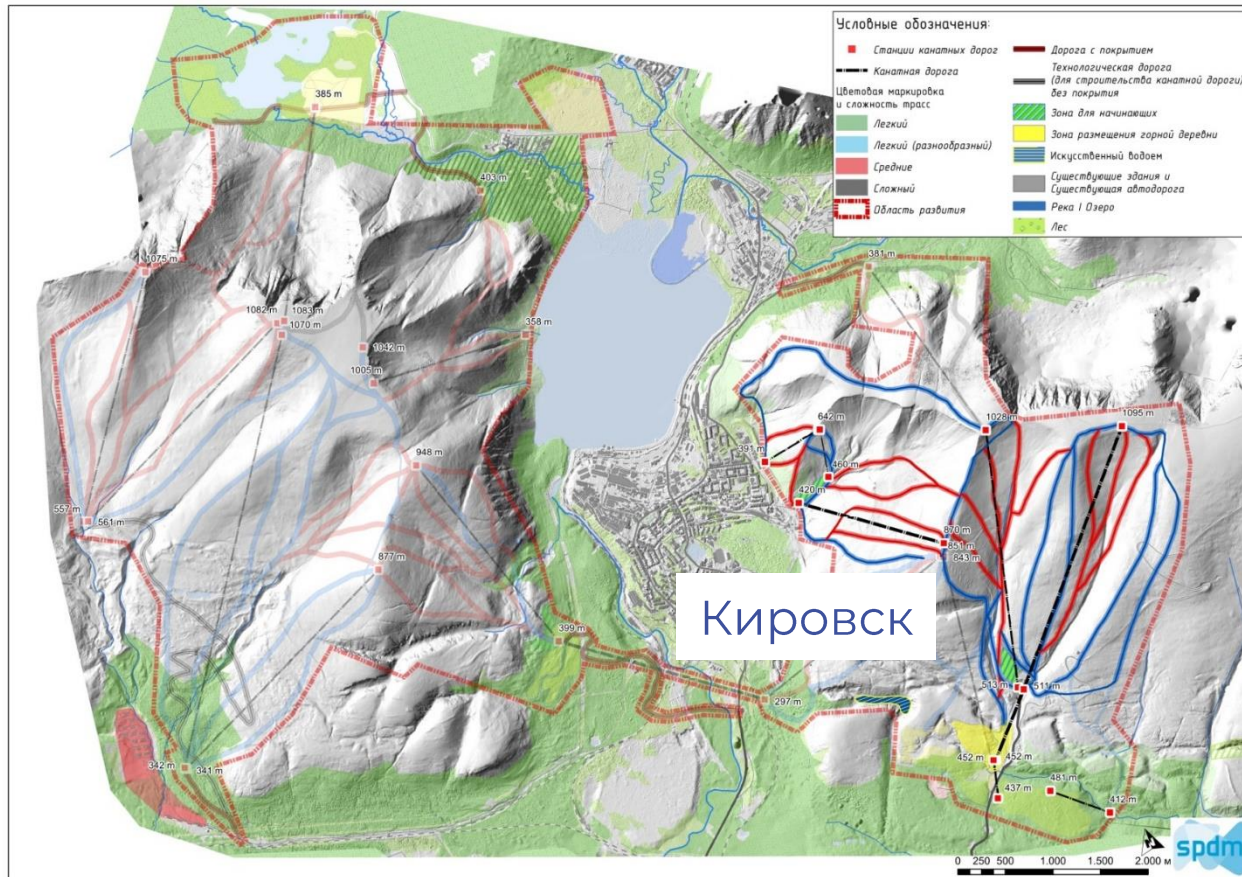 Условные обозначения:
Станции канатных дорог
Канатная дорога
Цветовая маркировка
и сложность трасс
Легкий
Легкий (разнообразный)
Средние
Сложный
Область развития
Дорога с покрытием
Технологическая дорога
(для строительства канатной дороги)
без покрытия
Зона для начинающих
Зона размещения горной деревни
Искусственный водоем
Существующие здания и
Существующая автодорога
Река I Озеро
Лес
385 m
403 m
381 m
1075 m
1082 m
1083 m
1070 m
358 m
1042 m
1005 m
642 m
1028 m
1095 m
391 m
948 m
460 m
420 m
557 m
561 m
870 m
851 m
843 m
877 m
Кировск
399 m
513 m
511 m
297 m
452 m
452 m
342 m
341 m
481 m
437 m
412 m
0 250 500 1.000 1.500 2.000 м
spdm